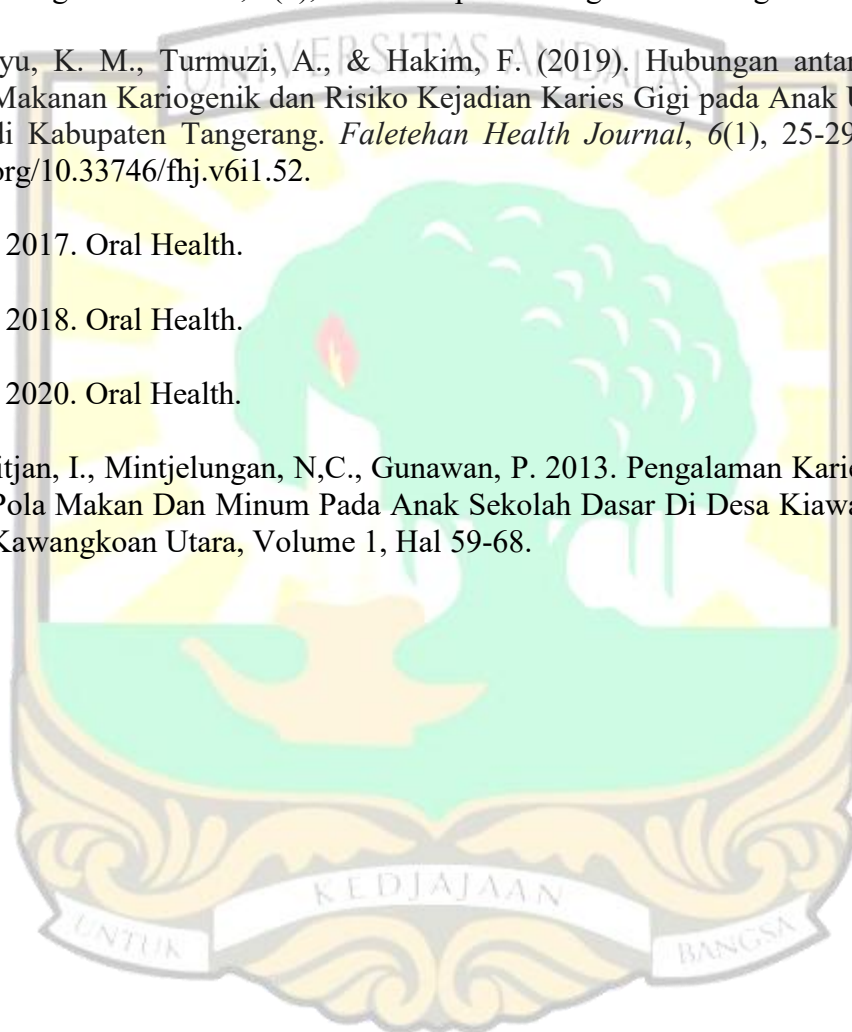 yu, K. M., Turmuzi, A., & Hakim, F. (2019). Hubungan antar
Makanan Kariogenik dan Risiko Kejadian Karies Gigi pada Anak U
di Kabupaten Tangerang. Faletehan Health Journal, 6(1), 25-29
org/10.33746/fhj.v6i1.52.
2017. Oral Health.
2018. Oral Health.
2020. Oral Health.
itjan, I., Mintjelungan, N,C., Gunawan, P. 2013. Pengalaman Kari
Pola Makan Dan Minum Pada Anak Sekolah Dasar Di Desa Kiawa
Kawangkoan Utara, Volume 1, Hal 59-68.
UNIVERSITAS ANDALAS
UNTUK KEDJAJAAN BANGSA